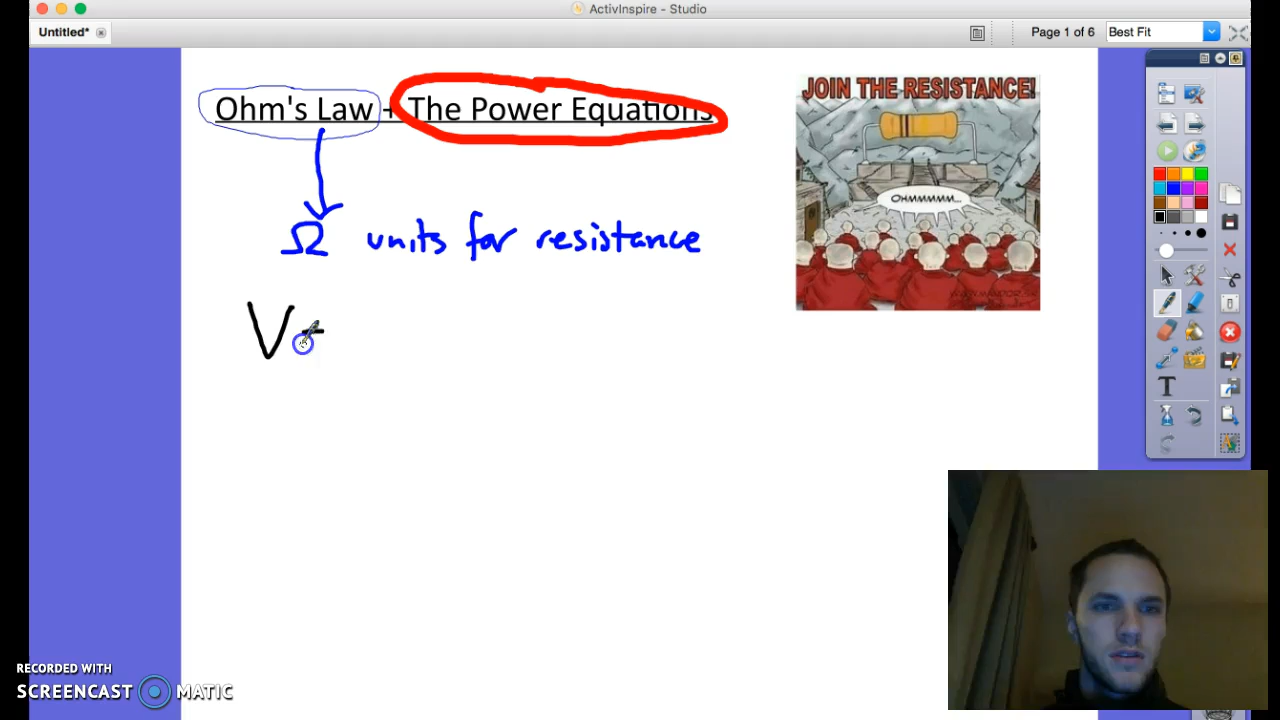 ActivInspire - Studio
Untitled*
Page 1 of 6
Best Fit
Ohm's Law + The Power Equations
JOIN THE RESISTANCE!
OHMMMMM...
Ω units for resistance
V
T
RECORDED WITH
SCREENCAST MATIC